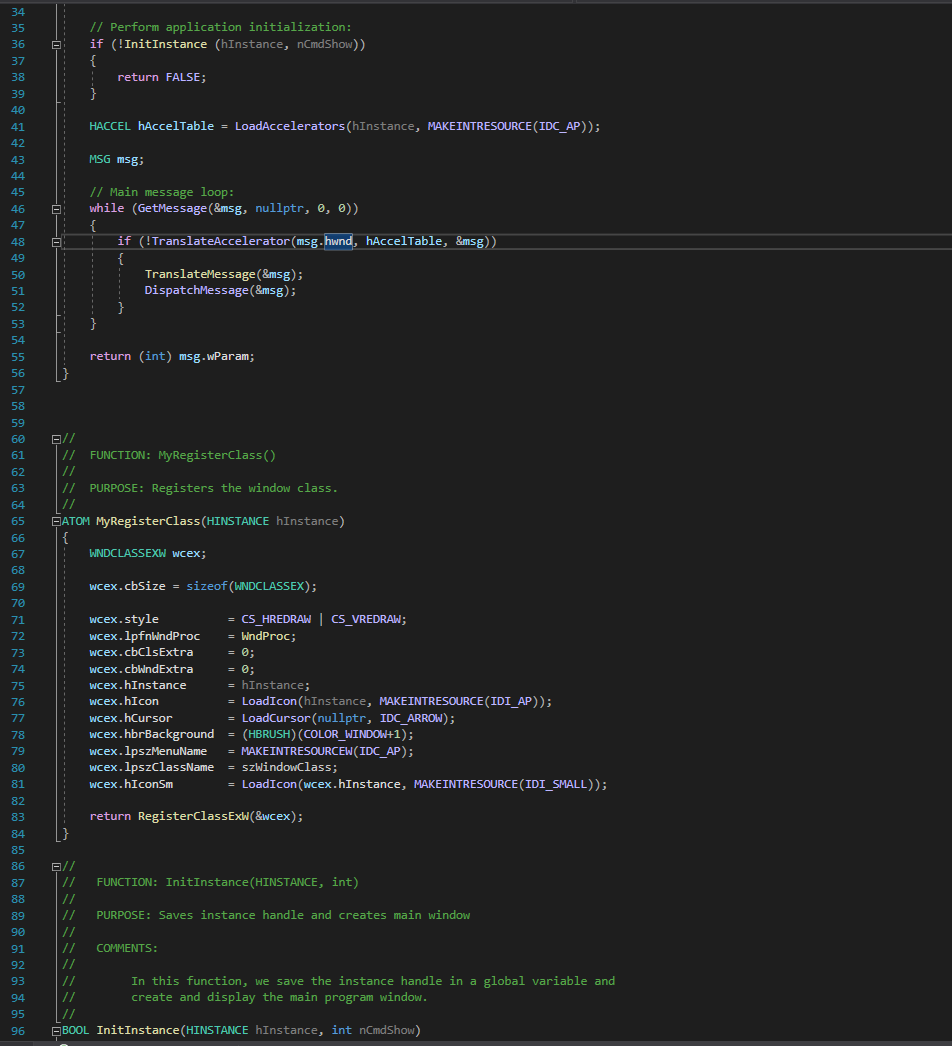 34
35     // Perform application initialization:
36     if (!InitInstance (hInstance, nCmdShow))
37     {
38         return FALSE;
39     }
40
41     HACCEL hAccelTable = LoadAccelerators(hInstance, MAKEINTRESOURCE(IDC_AP));
42
43     MSG msg;
44
45     // Main message loop:
46     while (GetMessage(&msg, nullptr, 0, 0))
47     {
48         if (!TranslateAccelerator(msg.hwnd, hAccelTable, &msg))
49         {
50             TranslateMessage(&msg);
51             DispatchMessage(&msg);
52         }
53     }
54
55     return (int) msg.wParam;
56 }
57
58
59
60 //
61 //  FUNCTION: MyRegisterClass()
62 //
63 //  PURPOSE: Registers the window class.
64 //
65 ATOM MyRegisterClass(HINSTANCE hInstance)
66 {
67     WNDCLASSEXW wcex;
68
69     wcex.cbSize = sizeof(WNDCLASSEX);
70
71     wcex.style          = CS_HREDRAW | CS_VREDRAW;
72     wcex.lpfnWndProc    = WndProc;
73     wcex.cbClsExtra     = 0;
74     wcex.cbWndExtra     = 0;
75     wcex.hInstance      = hInstance;
76     wcex.hIcon          = LoadIcon(hInstance, MAKEINTRESOURCE(IDI_AP));
77     wcex.hCursor        = LoadCursor(nullptr, IDC_ARROW);
78     wcex.hbrBackground  = (HBRUSH)(COLOR_WINDOW+1);
79     wcex.lpszMenuName   = MAKEINTRESOURCEW(IDC_AP);
80     wcex.lpszClassName  = szWindowClass;
81     wcex.hIconSm        = LoadIcon(wcex.hInstance, MAKEINTRESOURCE(IDI_SMALL));
82
83     return RegisterClassExW(&wcex);
84 }
85
86 //
87 //   FUNCTION: InitInstance(HINSTANCE, int)
88 //
89 //   PURPOSE: Saves instance handle and creates main window
90 //
91 //   COMMENTS:
92 //
93 //        In this function, we save the instance handle in a global variable and
94 //        create and display the main program window.
95 //
96 BOOL InitInstance(HINSTANCE hInstance, int nCmdShow)